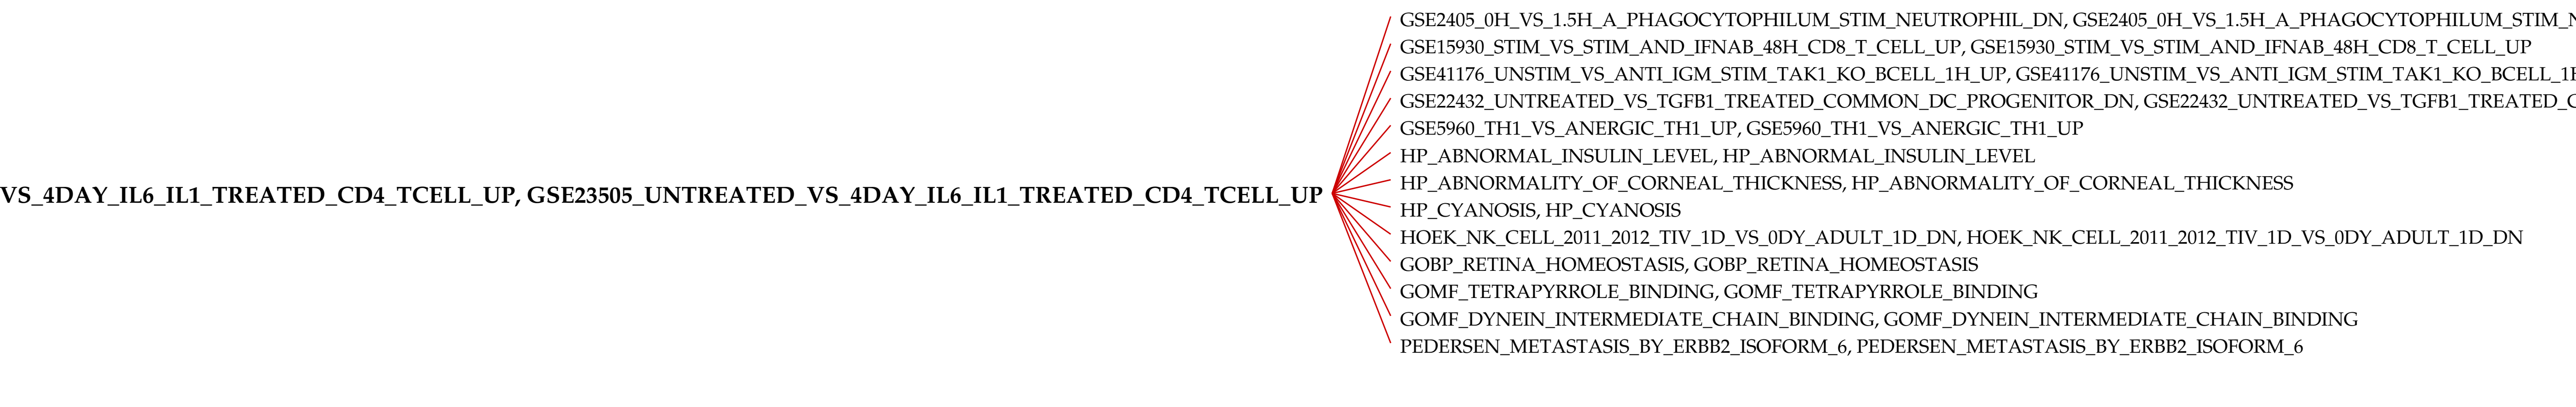 GSE2405_0H_VS_1.5H_A_PHAGOCYTOPHILUM_STIM_NEUTROPHIL_DN, GSE2405_0H_VS_1.5H_A_PHAGOCYTOPHILUM_STIM_N
GSE15930_STIM_VS_STIM_AND_IFNAB_48H_CD8_T_CELL_UP, GSE15930_STIM_VS_STIM_AND_IFNAB_48H_CD8_T_CELL_UP
GSE41176_UNSTIM_VS_ANTI_IGM_STIM_TAK1_KO_BCELL_1H_UP, GSE41176_UNSTIM_VS_ANTI_IGM_STIM_TAK1_KO_BCELL_1H
GSE22432_UNTREATED_VS_TGFB1_TREATED_COMMON_DC_PROGENITOR_DN, GSE22432_UNTREATED_VS_TGFB1_TREATED_C
GSE5960_TH1_VS_ANERGIC_TH1_UP, GSE5960_TH1_VS_ANERGIC_TH1_UP
HP_ABNORMAL_INSULIN_LEVEL, HP_ABNORMAL_INSULIN_LEVEL
HP_ABNORMALITY_OF_CORNEAL_THICKNESS, HP_ABNORMALITY_OF_CORNEAL_THICKNESS
VS_4DAY_IL6_IL1_TREATED_CD4_TCELL_UP, GSE23505_UNTREATED_VS_4DAY_IL6_IL1_TREATED_CD4_TCELL_UP
HP_CYANOSIS, HP_CYANOSIS
HOEK_NK_CELL_2011_2012_TIV_1D_VS_0DY_ADULT_1D_DN, HOEK_NK_CELL_2011_2012_TIV_1D_VS_0DY_ADULT_1D_DN
GOBP_RETINA_HOMEOSTASIS, GOBP_RETINA_HOMEOSTASIS
GOMF_TETRAPYRROLE_BINDING, GOMF_TETRAPYRROLE_BINDING
GOMF_DYNEIN_INTERMEDIATE_CHAIN_BINDING, GOMF_DYNEIN_INTERMEDIATE_CHAIN_BINDING
PEDERSEN_METASTASIS_BY_ERBB2_ISOFORM_6, PEDERSEN_METASTASIS_BY_ERBB2_ISOFORM_6